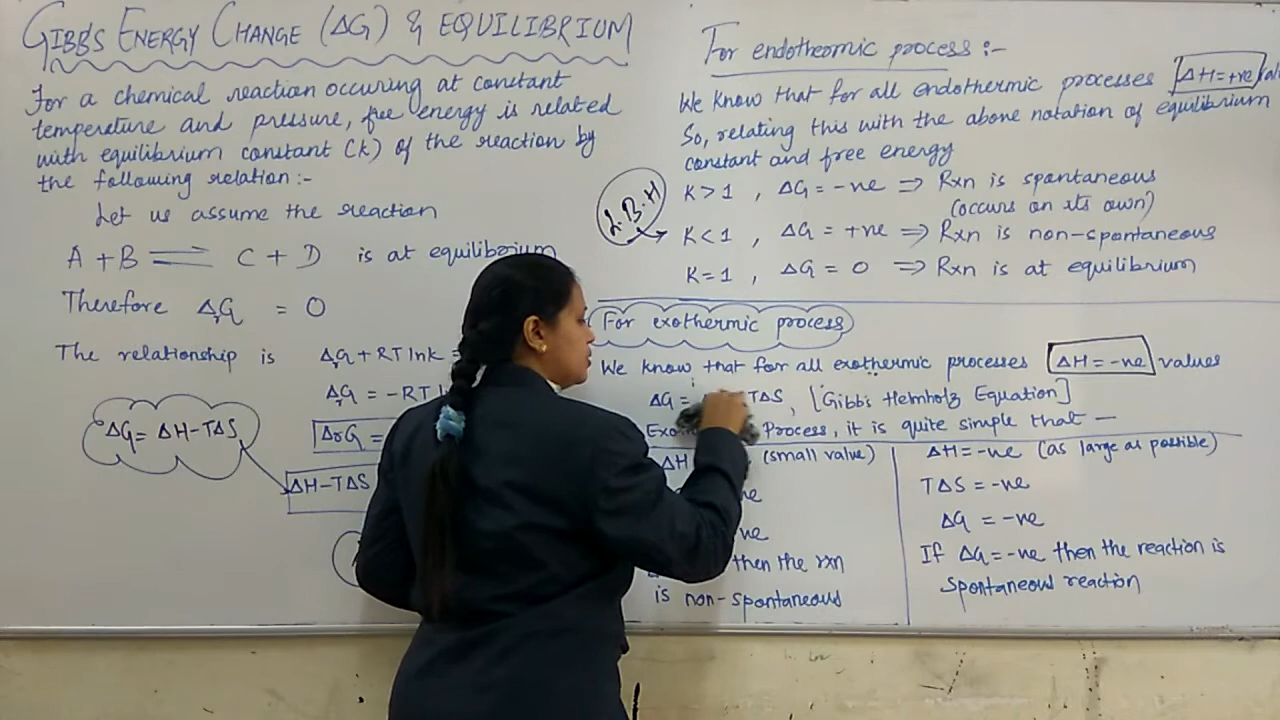 GIBB'S ENERGY CHANGE (ΔG) & EQUILIBRIUM
For a chemical reaction occuring at constant
temperature and pressure, free energy is related
with equilibrium constant (k) of the reaction by
the following relation:-
Let us assume the reaction
A + B ⇌ C + D is at equilibrium
Therefore ΔrG = 0
The relationship is ΔrG + RT lnk =
ΔrG = -RT
ΔG = ΔH-TΔS
ΔrG =
ΔH-TΔS
For endothermic process :-
We know that for all endothermic processes ΔH=+ve
So, relating this with the above notation of equilibrium
constant and free energy
I.B.H
K > 1 , ΔG = -ve ⇒ Rxn is spontaneous
(occurs on its own)
K < 1 , ΔG = +ve ⇒ Rxn is non-spontaneous
K = 1 , ΔG = 0 ⇒ Rxn is at equilibrium
For exothermic process
We know that for all exothermic processes ΔH = -ve values
ΔG = TΔS , [Gibbs Helmholz Equation]
Process, it is quite simple that —
ΔH (small value)
then the rxn
is non-spontaneous
ΔH = -ve (as large as possible)
TΔS = -ve
ΔG = -ve
If ΔG = -ve then the reaction is
spontaneous reaction